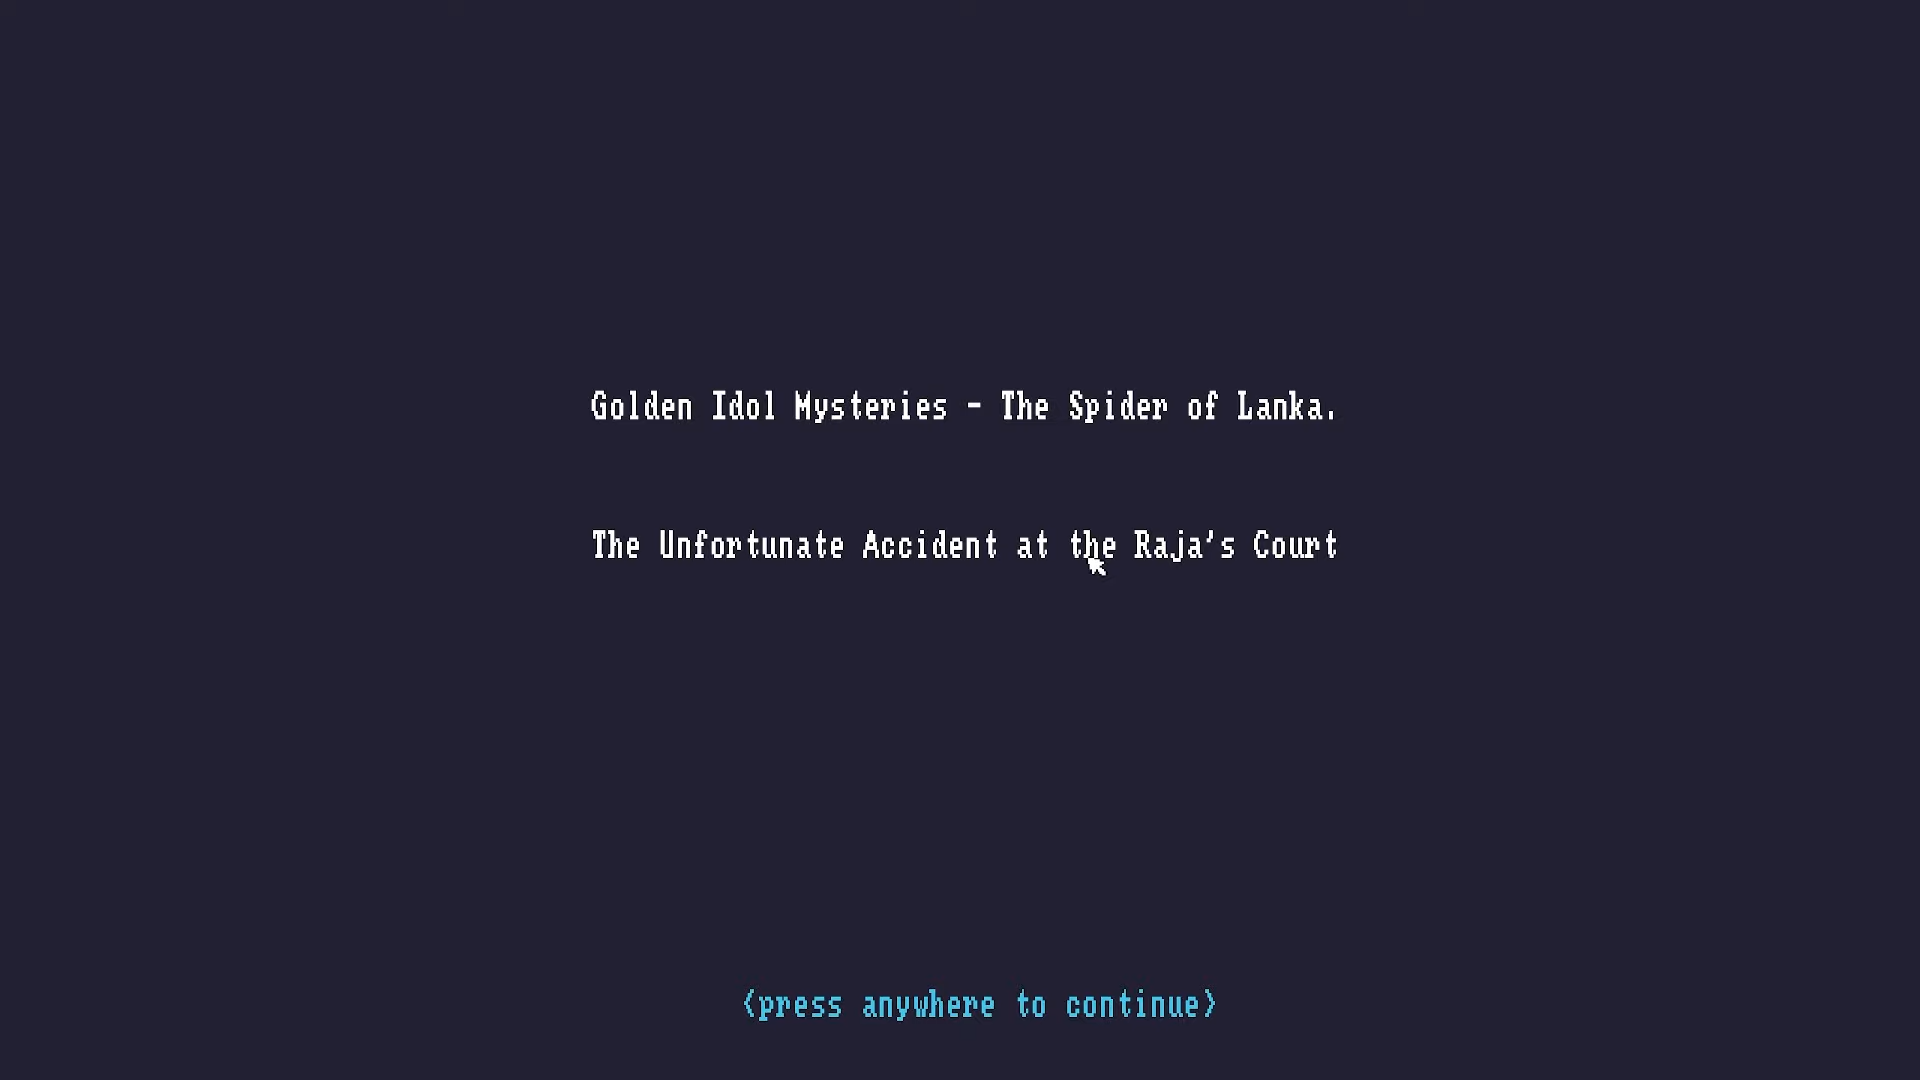 Golden Idol Mysteries - The Spider of Lanka.
The Unfortunate Accident at the Raja's Court
<press anywhere to continue>